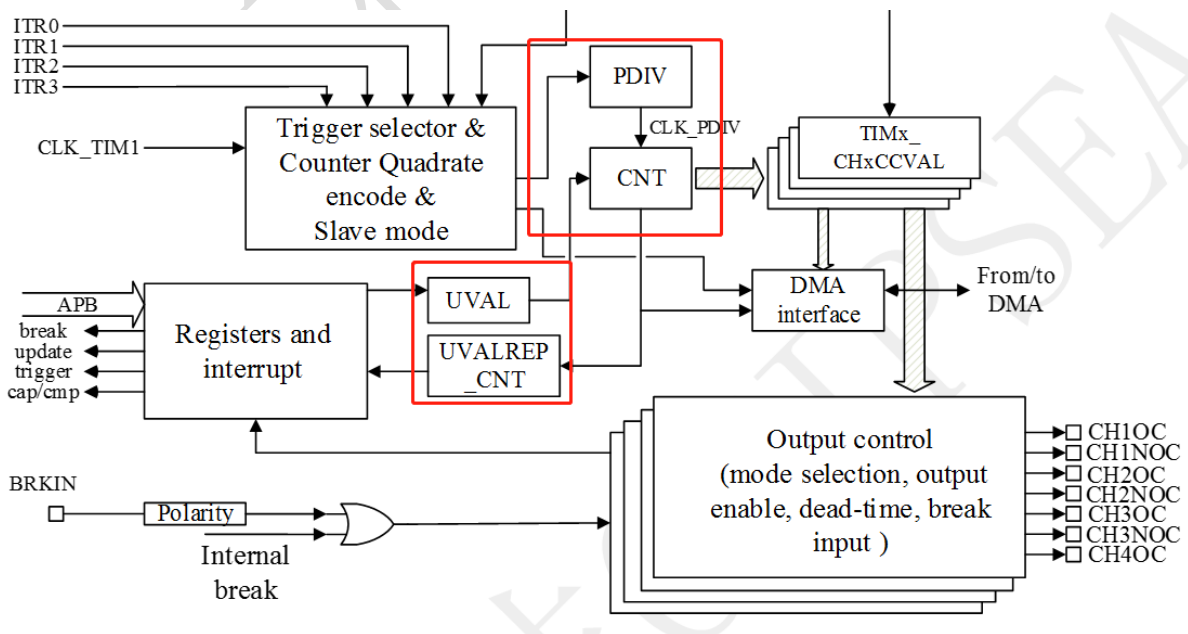 ITR0
ITR1
ITR2
ITR3
CLK_TIM1
Trigger selector &
Counter Quadrate
encode &
Slave mode
PDIV
CLK_PDIV
CNT
TIMx_
CHxCCVAL
DMA
interface
From/to
DMA
APB
break
update
trigger
cap/cmp
Registers and
interrupt
UVAL
UVALREP
_CNT
BRKIN
Polarity
Internal
break
Output control
(mode selection, output
enable, dead-time, break
input )
CH1OC
CH1NOC
CH2OC
CH2NOC
CH3OC
CH3NOC
CH4OC